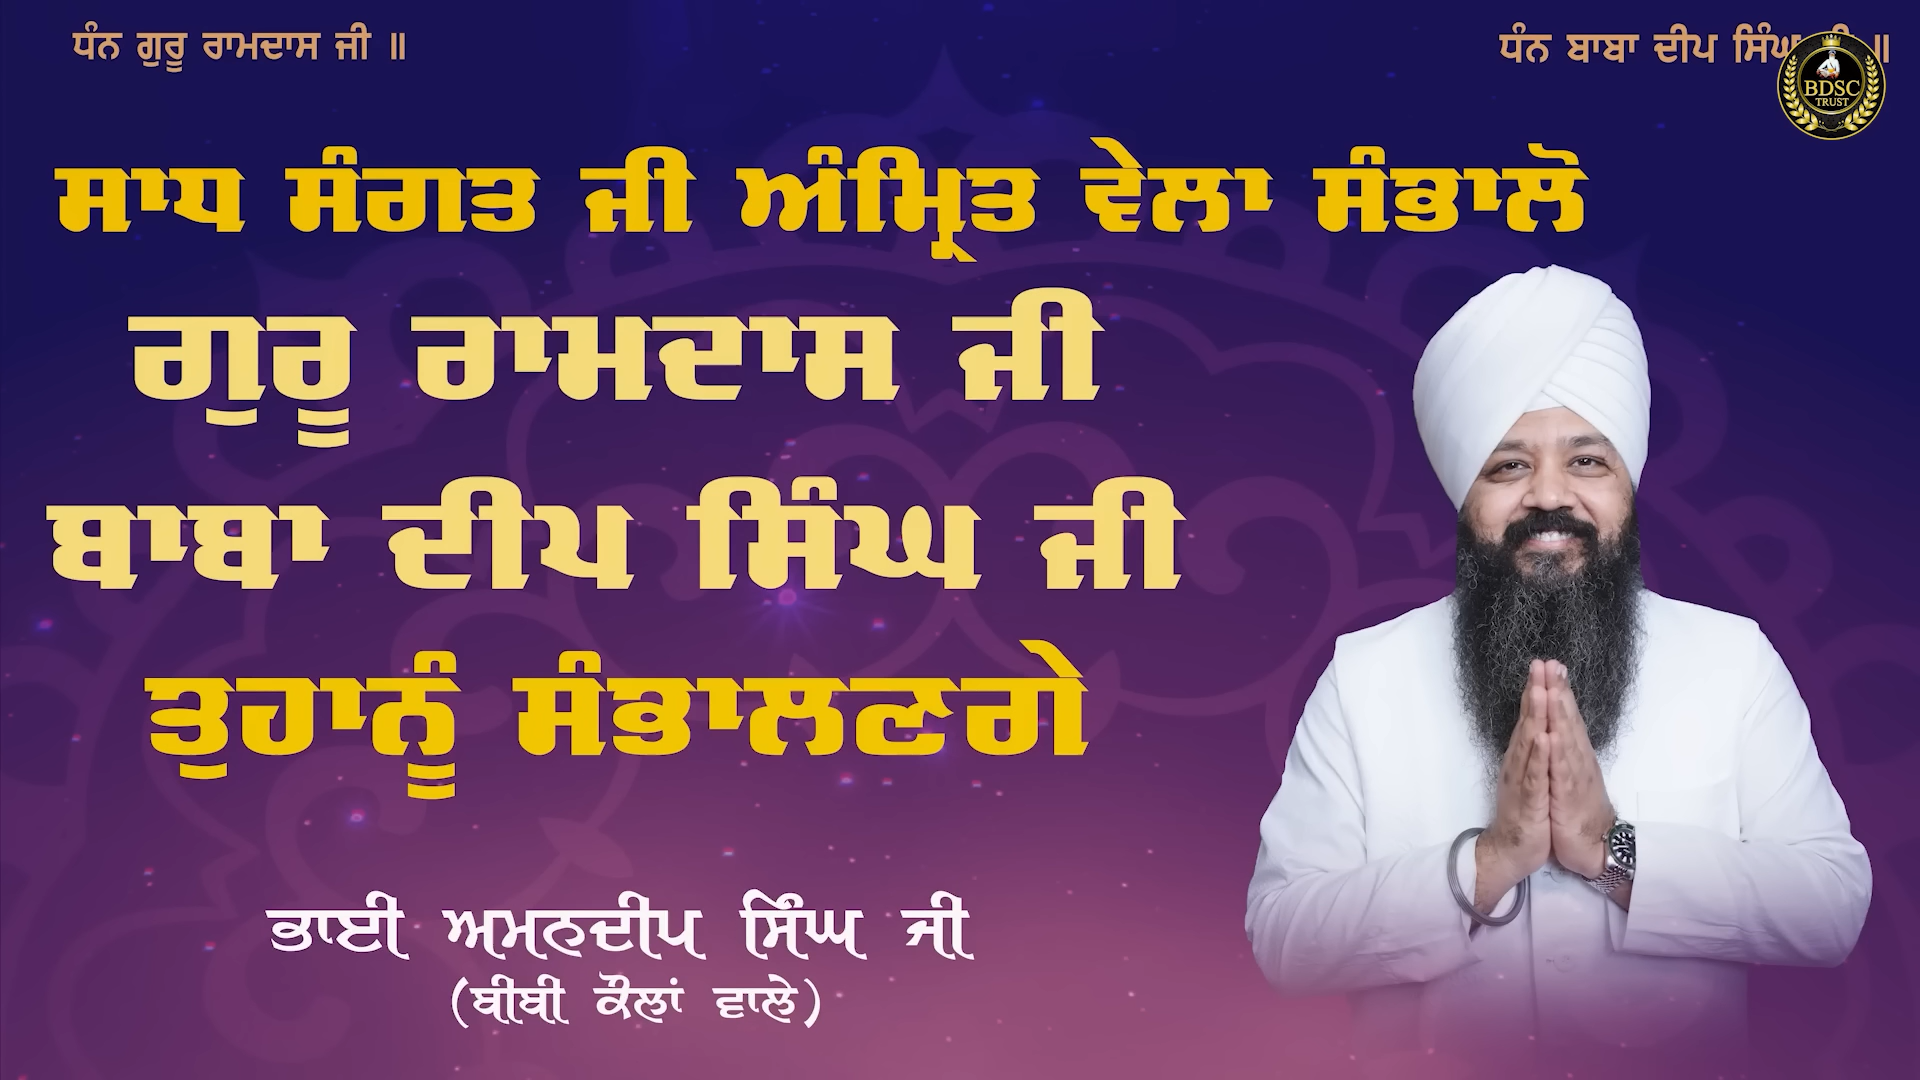 ਧੰਨ ਗੁਰੂ ਰਾਮਦਾਸ ਜੀ ॥
ਧੰਨ ਬਾਬਾ ਦੀਪ ਸਿੰਘ ਜੀ ॥
BDSC
TRUST
ਸਾਧ ਸੰਗਤ ਜੀ ਅੰਮ੍ਰਿਤ ਵੇਲਾ ਸੰਭਾਲੋ
ਗੁਰੂ ਰਾਮਦਾਸ ਜੀ
ਬਾਬਾ ਦੀਪ ਸਿੰਘ ਜੀ
ਤੁਹਾਨੂੰ ਸੰਭਾਲਣਗੇ
ਭਾਈ ਅਮਨਦੀਪ ਸਿੰਘ ਜੀ
(ਬੀਬੀ ਕੌਲਾਂ ਵਾਲੇ)